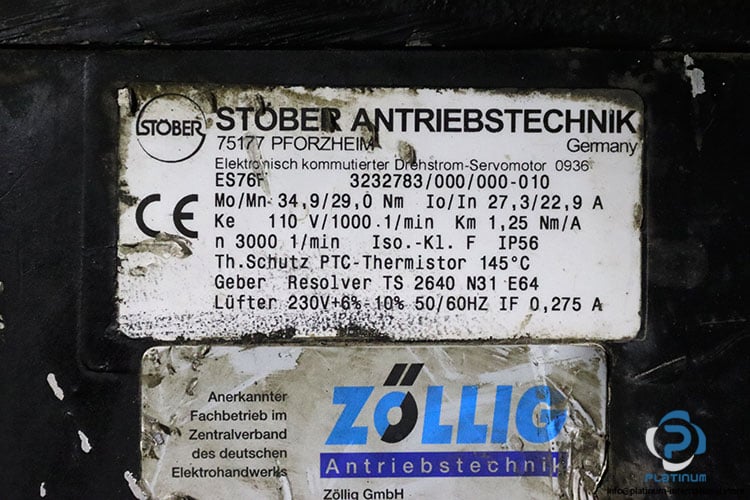 STÖBER
STÖBER ANTRIEBSTECHNIK
75177 PFORZHEIM Germany
Elektronisch kommutierter Drehstrom-Servomotor 0936
3232783/000/000-010
Mo/Mn 34,9/29,0 Nm Io/In 27,3/22,9 A
CE
Ke 110 V/1000 1/min Km 1,25 Nm/A
n 3000 1/min Iso.-Kl. F IP56
Th.Schutz PTC-Thermistor 145°C
Geber Resolver TS 2640 N31 E64
Lüfter 230V+6%-10% 50/60HZ IF 0,275 A
Anerkannter
Fachbetrieb im
Zentralverband
des deutschen
Elektrohandwerks
ZÖLLIG
Antriebstechnik
Zöllig GmbH
PLATINUM